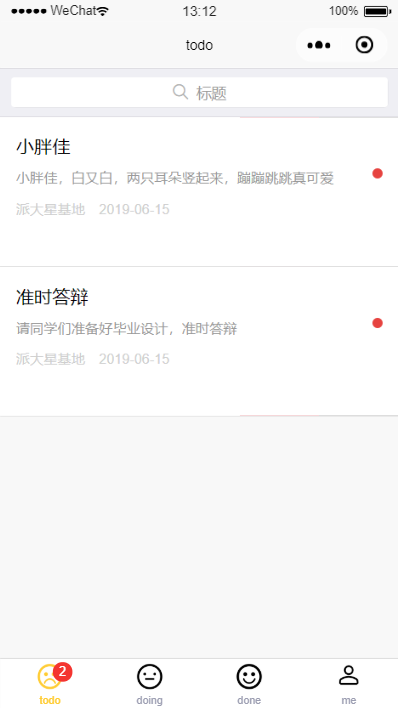 WeChat 13:12 100%
todo
标题
小胖佳
小胖佳，白又白，两只耳朵竖起来，蹦蹦跳跳真可爱
派大星基地 2019-06-15
准时答辩
请同学们准备好毕业设计，准时答辩
派大星基地 2019-06-15
2
todo doing done me